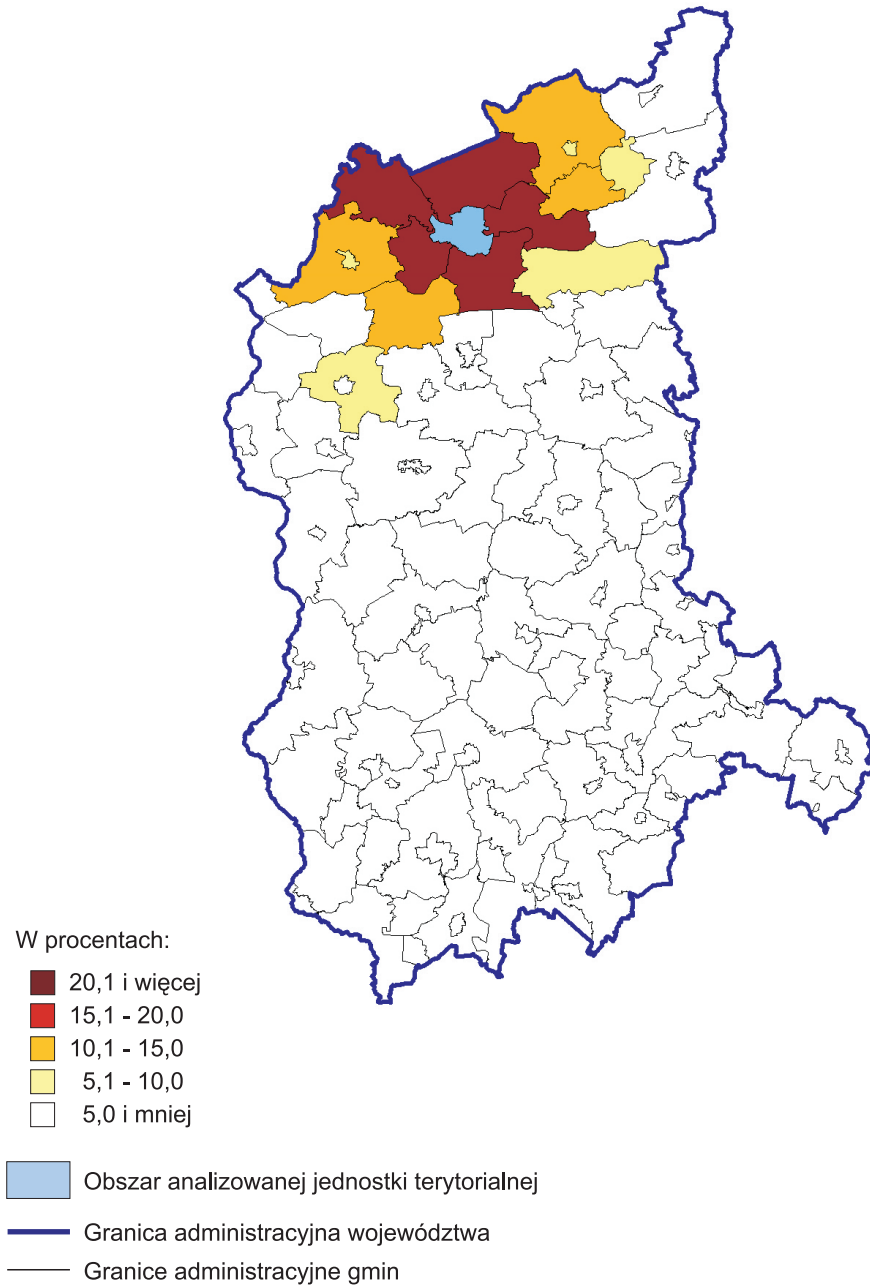 W procentach:
20,1 i więcej
15,1 - 20,0
10,1 - 15,0
5,1 - 10,0
5,0 i mniej
Obszar analizowanej jednostki terytorialnej
Granica administracyjna województwa
Granice administracyjne gmin